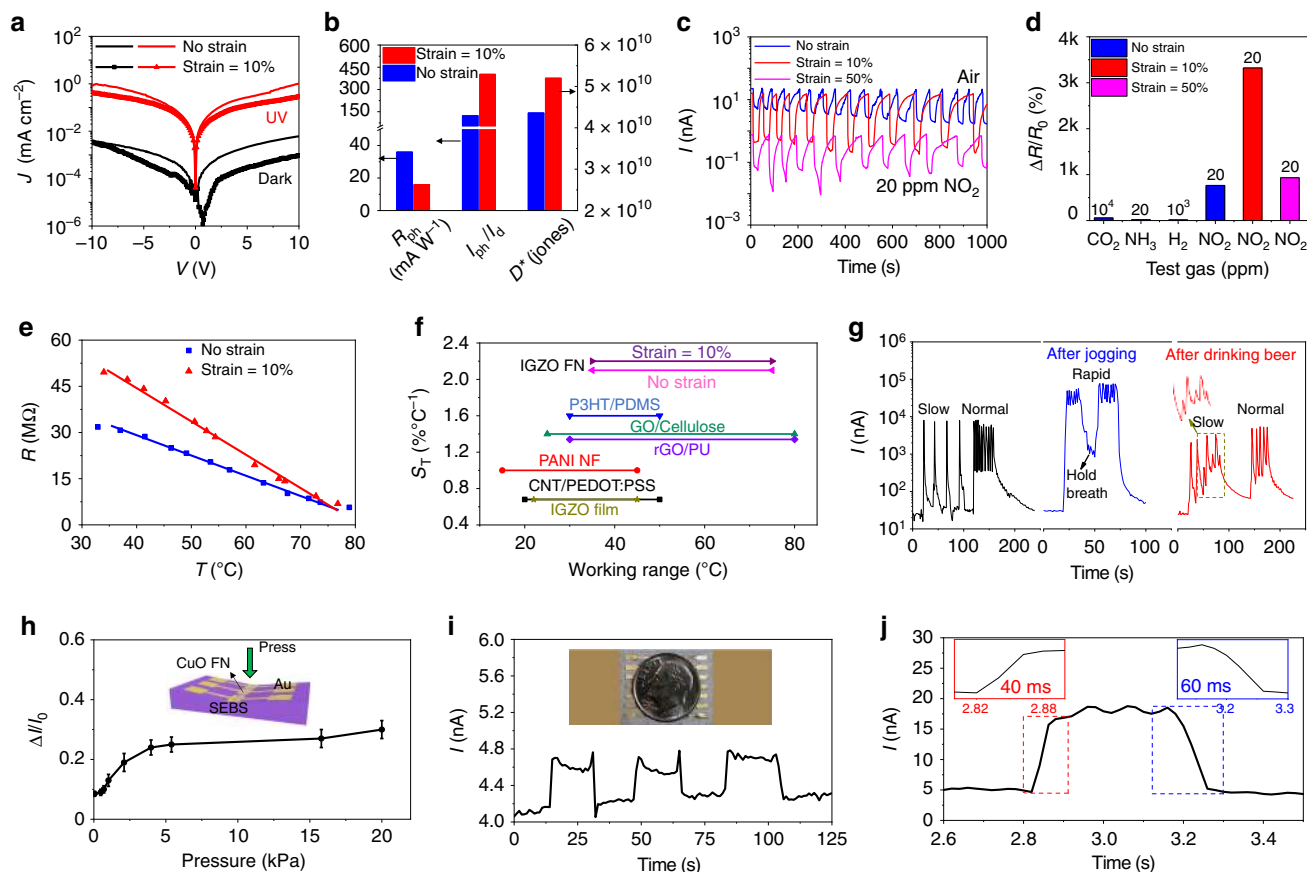 a
J (mA cm⁻²)
10²
10⁰
10⁻²
10⁻⁴
10⁻⁶
No strain
Strain = 10%
UV
Dark
−10 −5 0 5 10
V (V)
b
600
450
300
150
40
20
0
Strain = 10%
No strain
6 × 10¹⁰
5 × 10¹⁰
4 × 10¹⁰
3 × 10¹⁰
2 × 10¹⁰
R_ph
(mA W⁻¹)
I_ph/I_d
D* (jones)
c
I (nA)
10³
10¹
10⁻¹
10⁻³
No strain
Strain = 10%
Strain = 50%
Air
20 ppm NO₂
0 200 400 600 800 1000
Time (s)
d
ΔR/R₀ (%)
4k
3k
2k
1k
0
No strain
Strain = 10%
Strain = 50%
10⁴ 20 10³ 20 20 20
CO₂ NH₃ H₂ NO₂ NO₂ NO₂
Test gas (ppm)
e
R (MΩ)
60
45
30
15
0
No strain
Strain = 10%
30 40 50 60 70 80
T (°C)
f
S_T (%°C⁻¹)
2.4
2.0
1.6
1.2
0.8
0.4
IGZO FN
Strain = 10%
No strain
P3HT/PDMS
GO/Cellulose
rGO/PU
PANI NF
CNT/PEDOT:PSS
IGZO film
0 20 40 60 80
Working range (°C)
g
I (nA)
10⁶
10⁵
10⁴
10³
10²
10¹
Slow
Normal
After jogging
Rapid
Hold
breath
After drinking beer
Slow
Normal
0 100 200
0 50 100
0 100 200
Time (s)
h
ΔI/I₀
0.6
0.4
0.2
0.0
Press
CuO FN
Au
SEBS
0 5 10 15 20
Pressure (kPa)
i
I (nA)
6.0
5.6
5.2
4.8
4.4
4.0
0 25 50 75 100 125
Time (s)
j
I (nA)
30
25
20
15
10
5
0
40 ms
2.82 2.88
60 ms
3.2 3.3
2.6 2.8 3.0 3.2 3.4
Time (s)